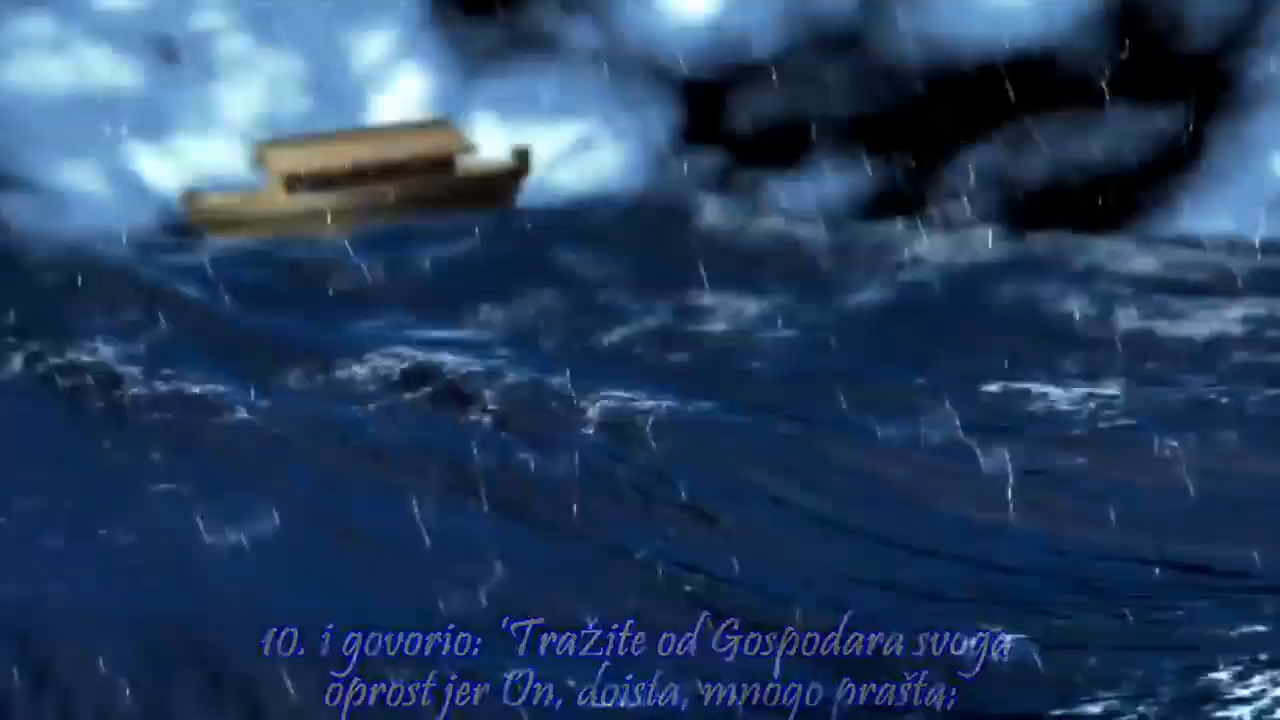 10. i govorio: 'Tražite od Gospodara svoga
oprost jer On, doista, mnogo prašta;